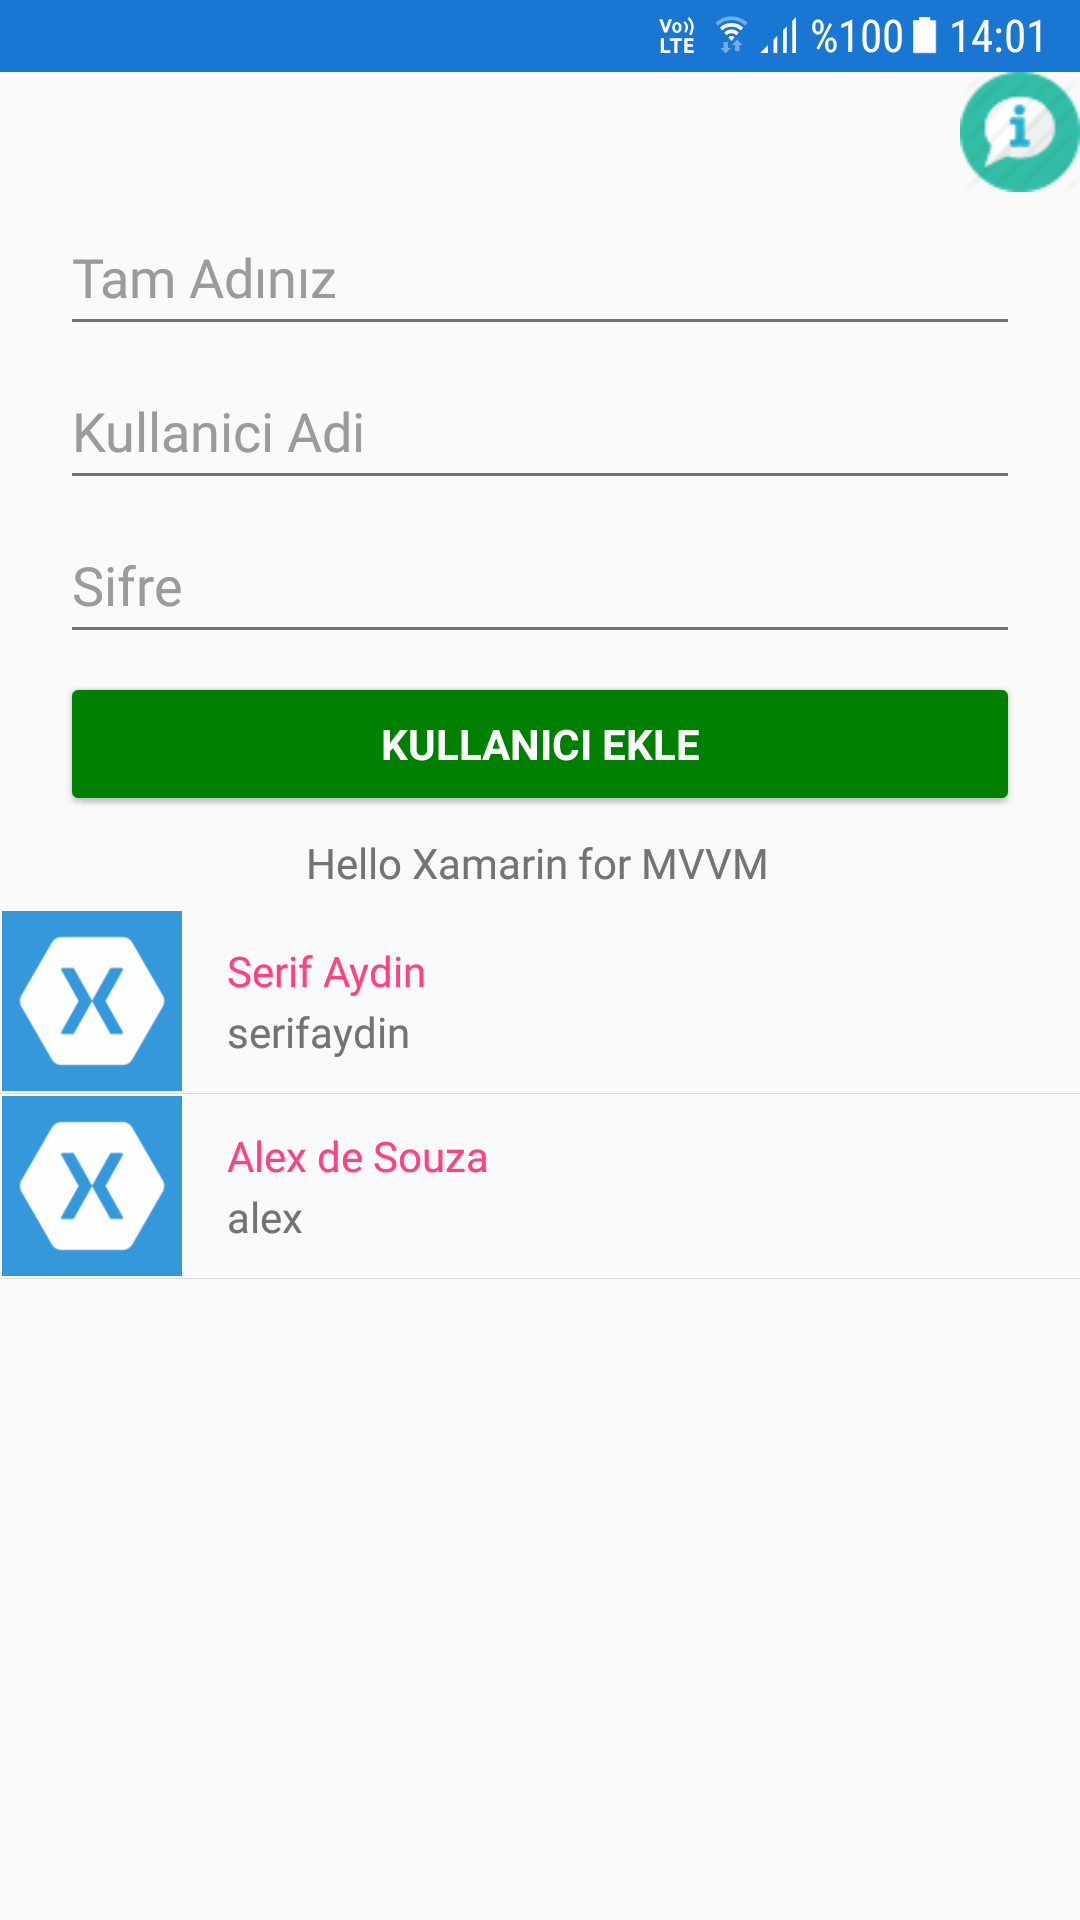 Vo)) LTE %100 14:01
Tam Adınız
Kullanici Adi
Sifre
KULLANICI EKLE
Hello Xamarin for MVVM
Serif Aydin
serifaydin
Alex de Souza
alex